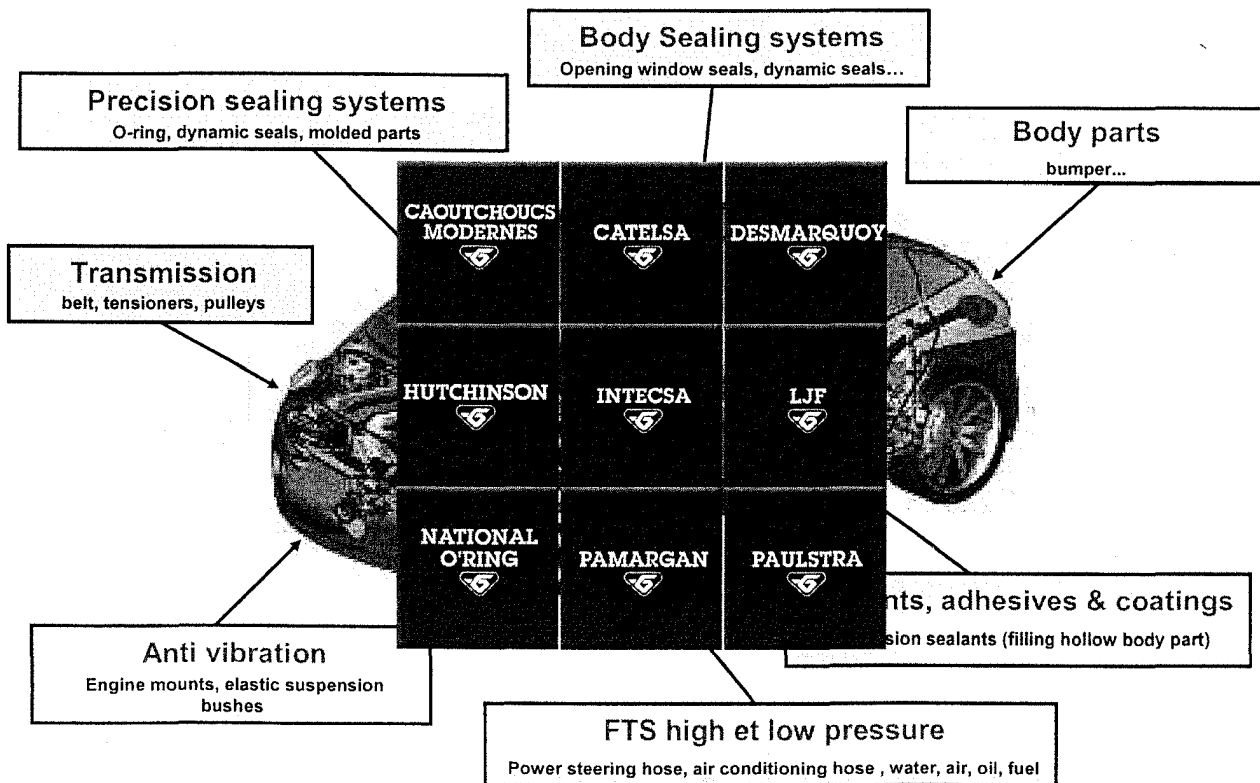 Body Sealing systems
Opening window seals, dynamic seals...
Precision sealing systems
O-ring, dynamic seals, molded parts
Body parts
bumper...
Transmission
belt, tensioners, pulleys
CAOUTCHOUCS
MODERNES
CATELSA
DESMARQUOY
HUTCHINSON
INTECSA
LJF
NATIONAL
O'RING
PAMARGAN
PAULSTRA
Anti vibration
Engine mounts, elastic suspension
bushes
adhesives & coatings
sealants (filling hollow body part)
FTS high et low pressure
Power steering hose, air conditioning hose , water, air, oil, fuel